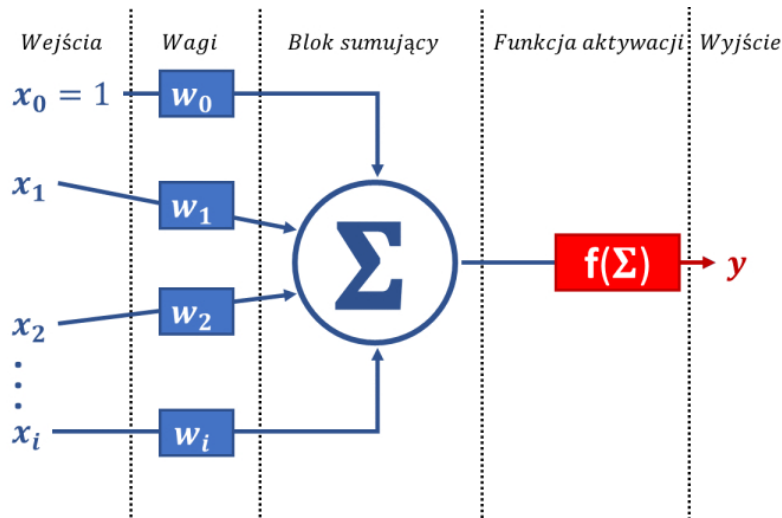 Wejścia Wagi Blok sumujący Funkcja aktywacji Wyjście
x₀ = 1 w₀
x₁ w₁
Σ f(Σ) y
x₂ w₂
xᵢ wᵢ